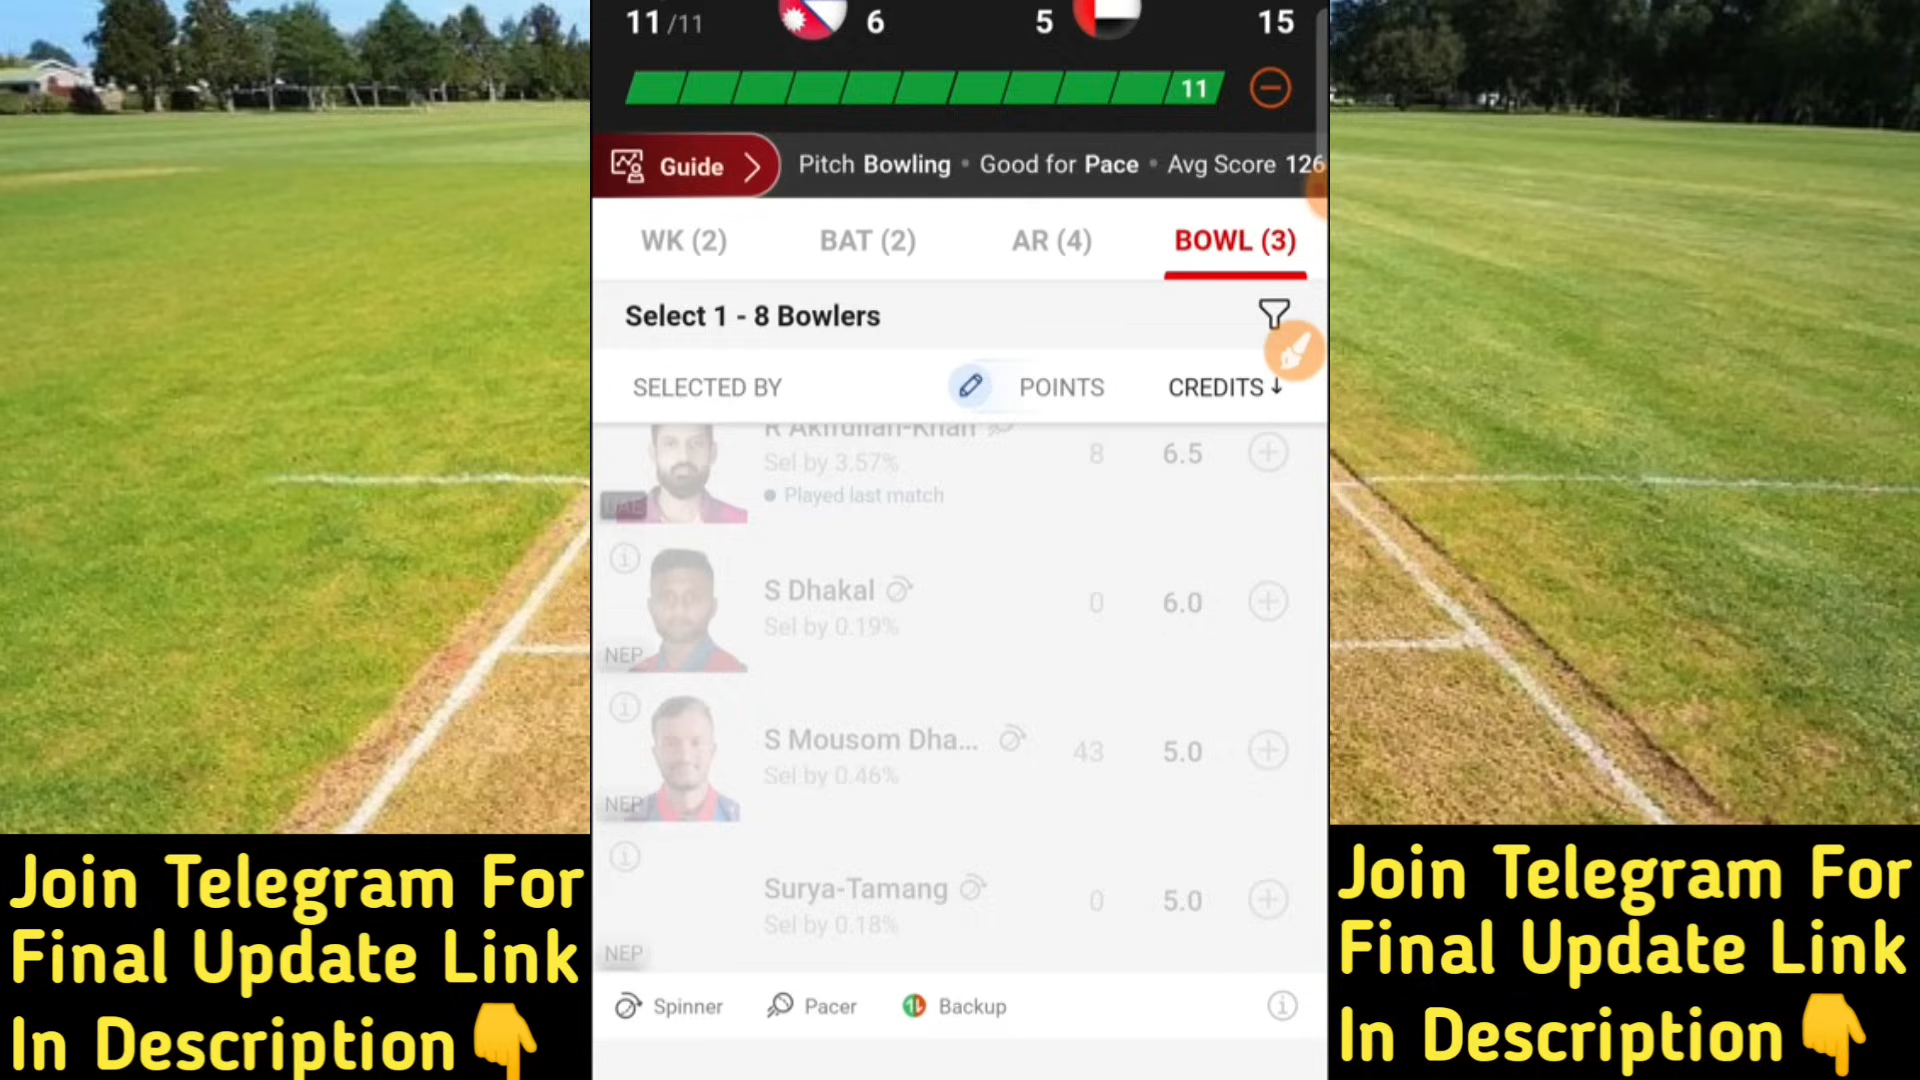 11/11 6 5 15
11
Guide Pitch Bowling • Good for Pace • Avg Score 126
WK (2) BAT (2) AR (4) BOWL (3)
Select 1 - 8 Bowlers
SELECTED BY POINTS CREDITS↓
R Akifullah-Khan
Sel by 3.57% 8 6.5
• Played last match
UAE
S Dhakal 0 6.0
Sel by 0.19%
NEP
S Mousom Dha... 43 5.0
Sel by 0.46%
NEP
Surya-Tamang 0 5.0
Sel by 0.18%
NEP
Spinner Pacer Backup
Join Telegram For
Final Update Link
In Description👇
Join Telegram For
Final Update Link
In Description👇